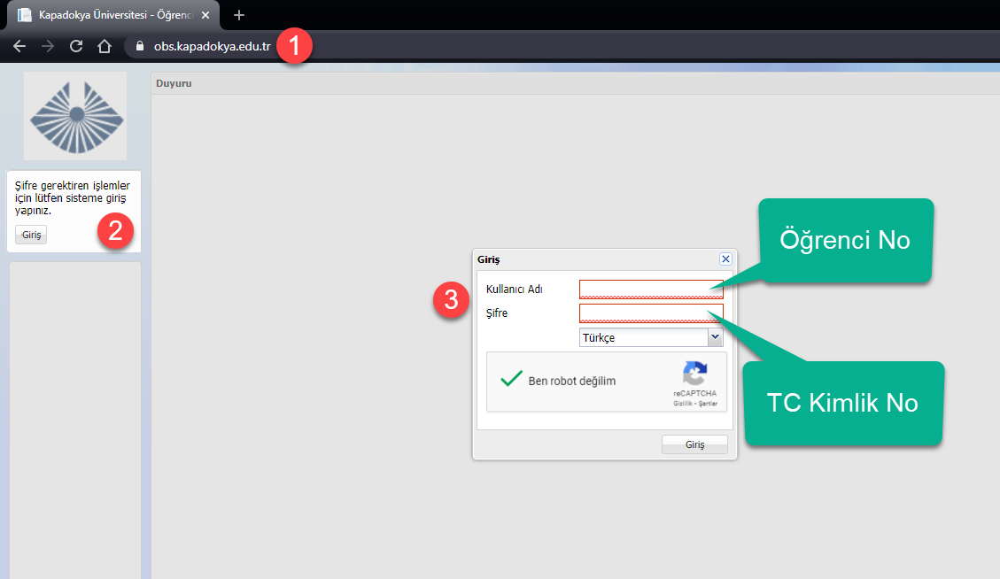 Kapadokya Üniversitesi - Öğrenc
obs.kapadokya.edu.tr
1
Duyuru
Şifre gerektiren işlemler
için lütfen sisteme giriş
yapınız.
Giriş
2
Öğrenci No
Giriş
3
Kullanıcı Adı
Şifre
Türkçe
Ben robot değilim
reCAPTCHA
Gizlilik - Şartlar
TC Kimlik No
Giriş